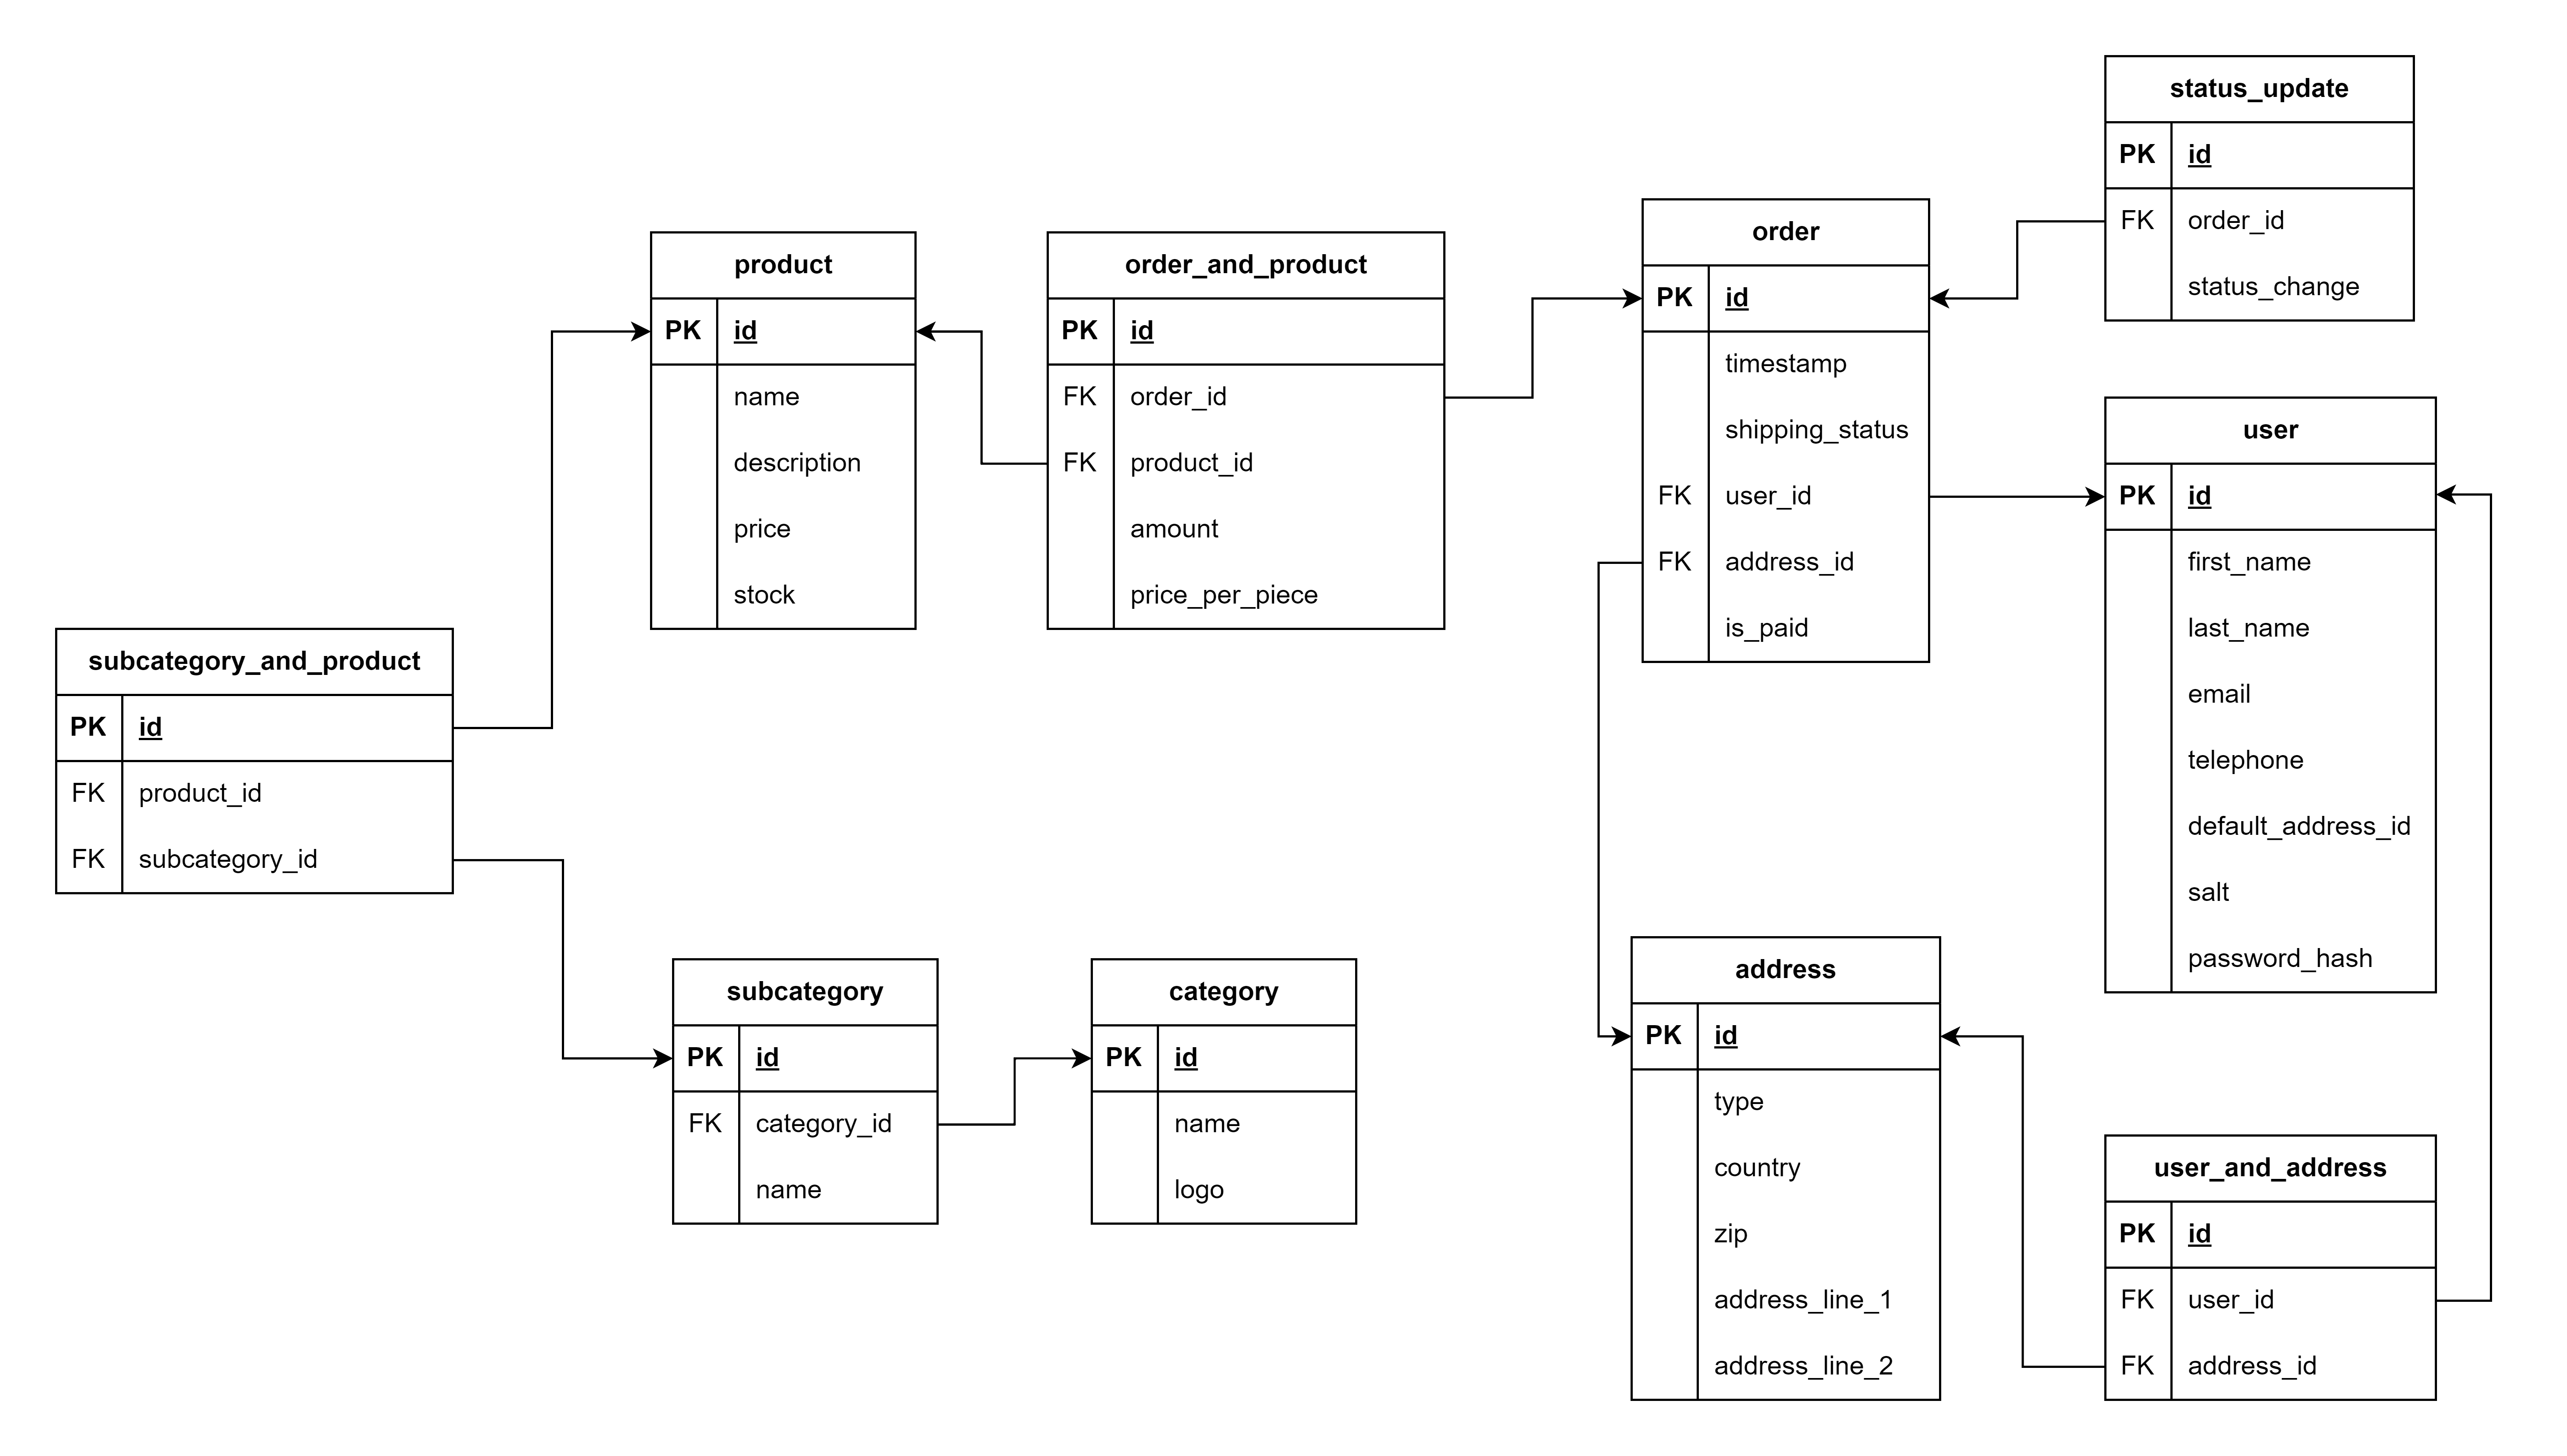 status_update
PK id
FK order_id
status_change
order
PK id
timestamp
shipping_status
FK user_id
FK address_id
is_paid
product
PK id
name
description
price
stock
order_and_product
PK id
FK order_id
FK product_id
amount
price_per_piece
user
PK id
first_name
last_name
email
telephone
default_address_id
salt
password_hash
subcategory_and_product
PK id
FK product_id
FK subcategory_id
subcategory
PK id
FK category_id
name
category
PK id
name
logo
address
PK id
type
country
zip
address_line_1
address_line_2
user_and_address
PK id
FK user_id
FK address_id